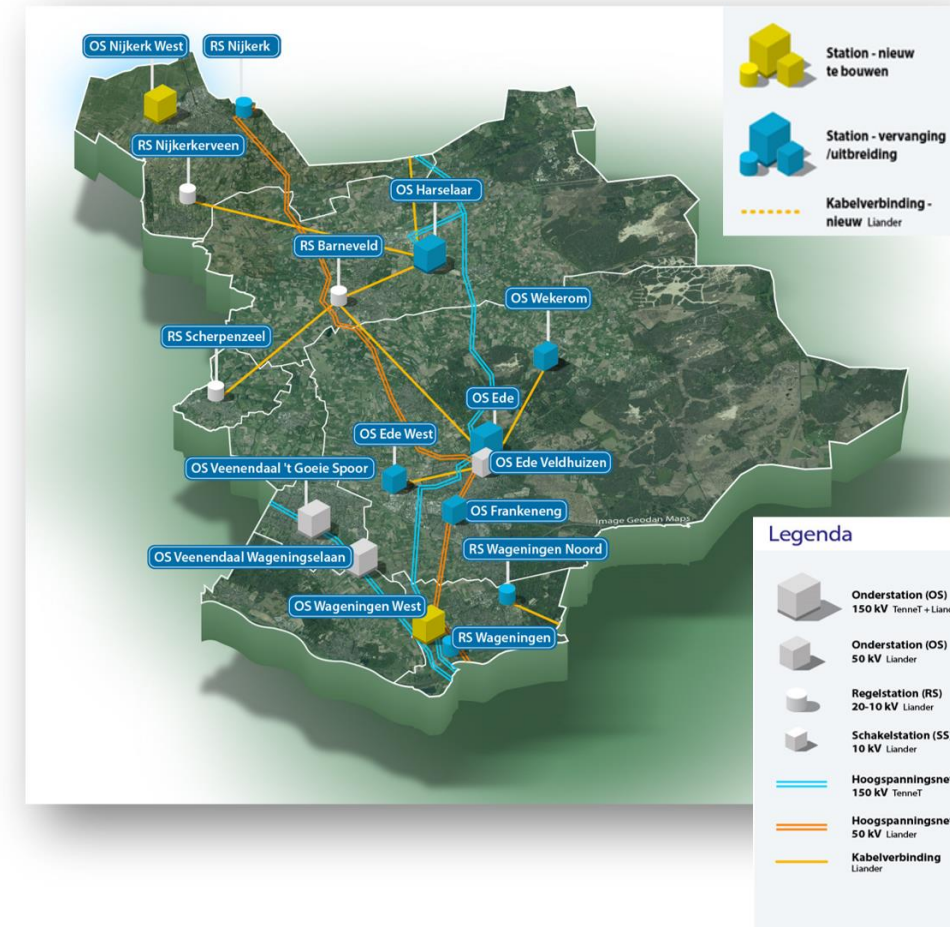 OS Nijkerk West
RS Nijkerk
RS Nijkerkerveen
OS Harselaar
RS Barneveld
OS Wekerom
RS Scherpenzeel
OS Ede
OS Ede West
OS Ede Veldhuizen
OS Veenendaal 't Goeie Spoor
OS Frankeneng
Image Geodan Maps
OS Veenendaal Wageningselaan
RS Wageningen Noord
OS Wageningen West
RS Wageningen
Station - nieuw
te bouwen
Station - vervanging
/uitbreiding
Kabelverbinding -
nieuw Liander
Legenda
Onderstation (OS)
150 kV TenneT + Lian
Onderstation (OS)
50 kV Liander
Regelstation (RS)
20-10 kV Liander
Schakelstation (SS
10 kV Liander
Hoogspanningsne
150 kV TenneT
Hoogspanningsne
50 kV Liander
Kabelverbinding
Liander